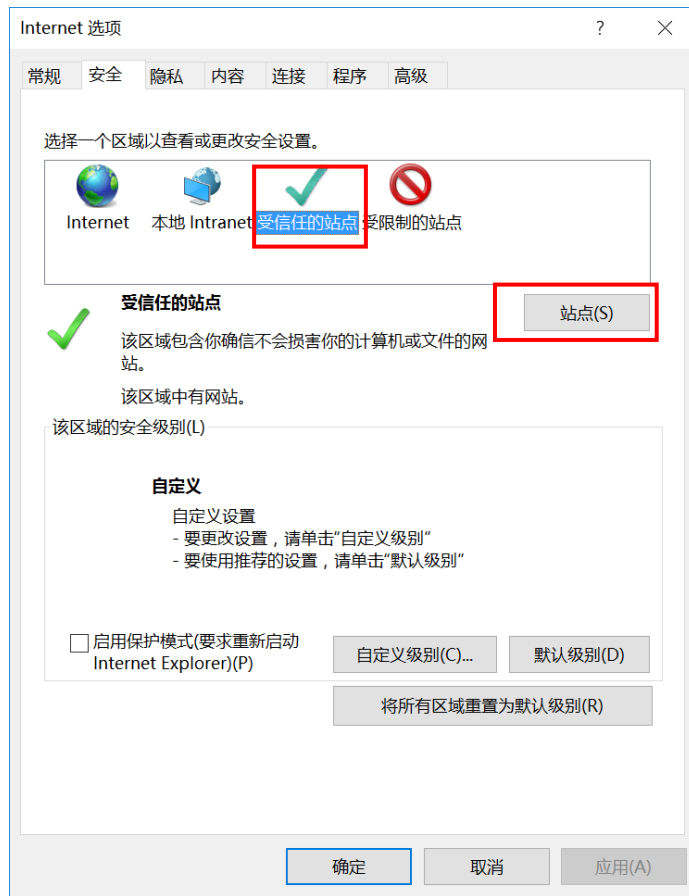 Internet 选项
?
常规 安全 隐私 内容 连接 程序 高级
选择一个区域以查看或更改安全设置。
Internet 本地 Intranet 受信任的站点 受限制的站点
受信任的站点
站点(S)
该区域包含你确信不会损害你的计算机或文件的网
站。
该区域中有网站。
该区域的安全级别(L)
自定义
自定义设置
- 要更改设置，请单击“自定义级别”
- 要使用推荐的设置，请单击“默认级别”
启用保护模式(要求重新启动
Internet Explorer)(P)
自定义级别(C)... 默认级别(D)
将所有区域重置为默认级别(R)
确定 取消 应用(A)